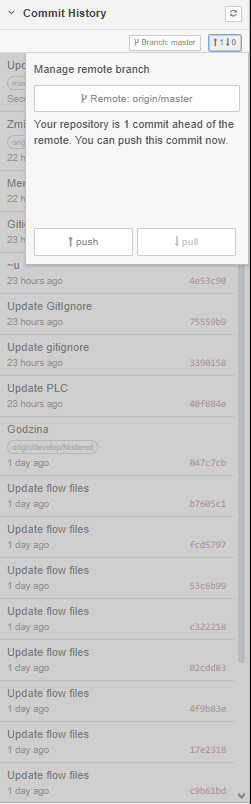 Commit History
Branch: master
1 0
Manage remote branch
Remote: origin/master
Your repository is 1 commit ahead of the
remote. You can push this commit now.
push
pull
22 h
22 h
23 h
~u
23 hours ago
4e53c90
Update GitIgnore
23 hours ago
75559b9
Update gitignore
23 hours ago
3390158
Update PLC
23 hours ago
40f884e
Godzina
origin/develop/Nodered
1 day ago
047c7cb
Update flow files
1 day ago
b7605c1
Update flow files
1 day ago
fcd5797
Update flow files
1 day ago
53c6b99
Update flow files
1 day ago
c322218
Update flow files
1 day ago
02cdd83
Update flow files
1 day ago
4f9b83e
Update flow files
1 day ago
17e2318
Update flow files
1 day ago
c9b61bd